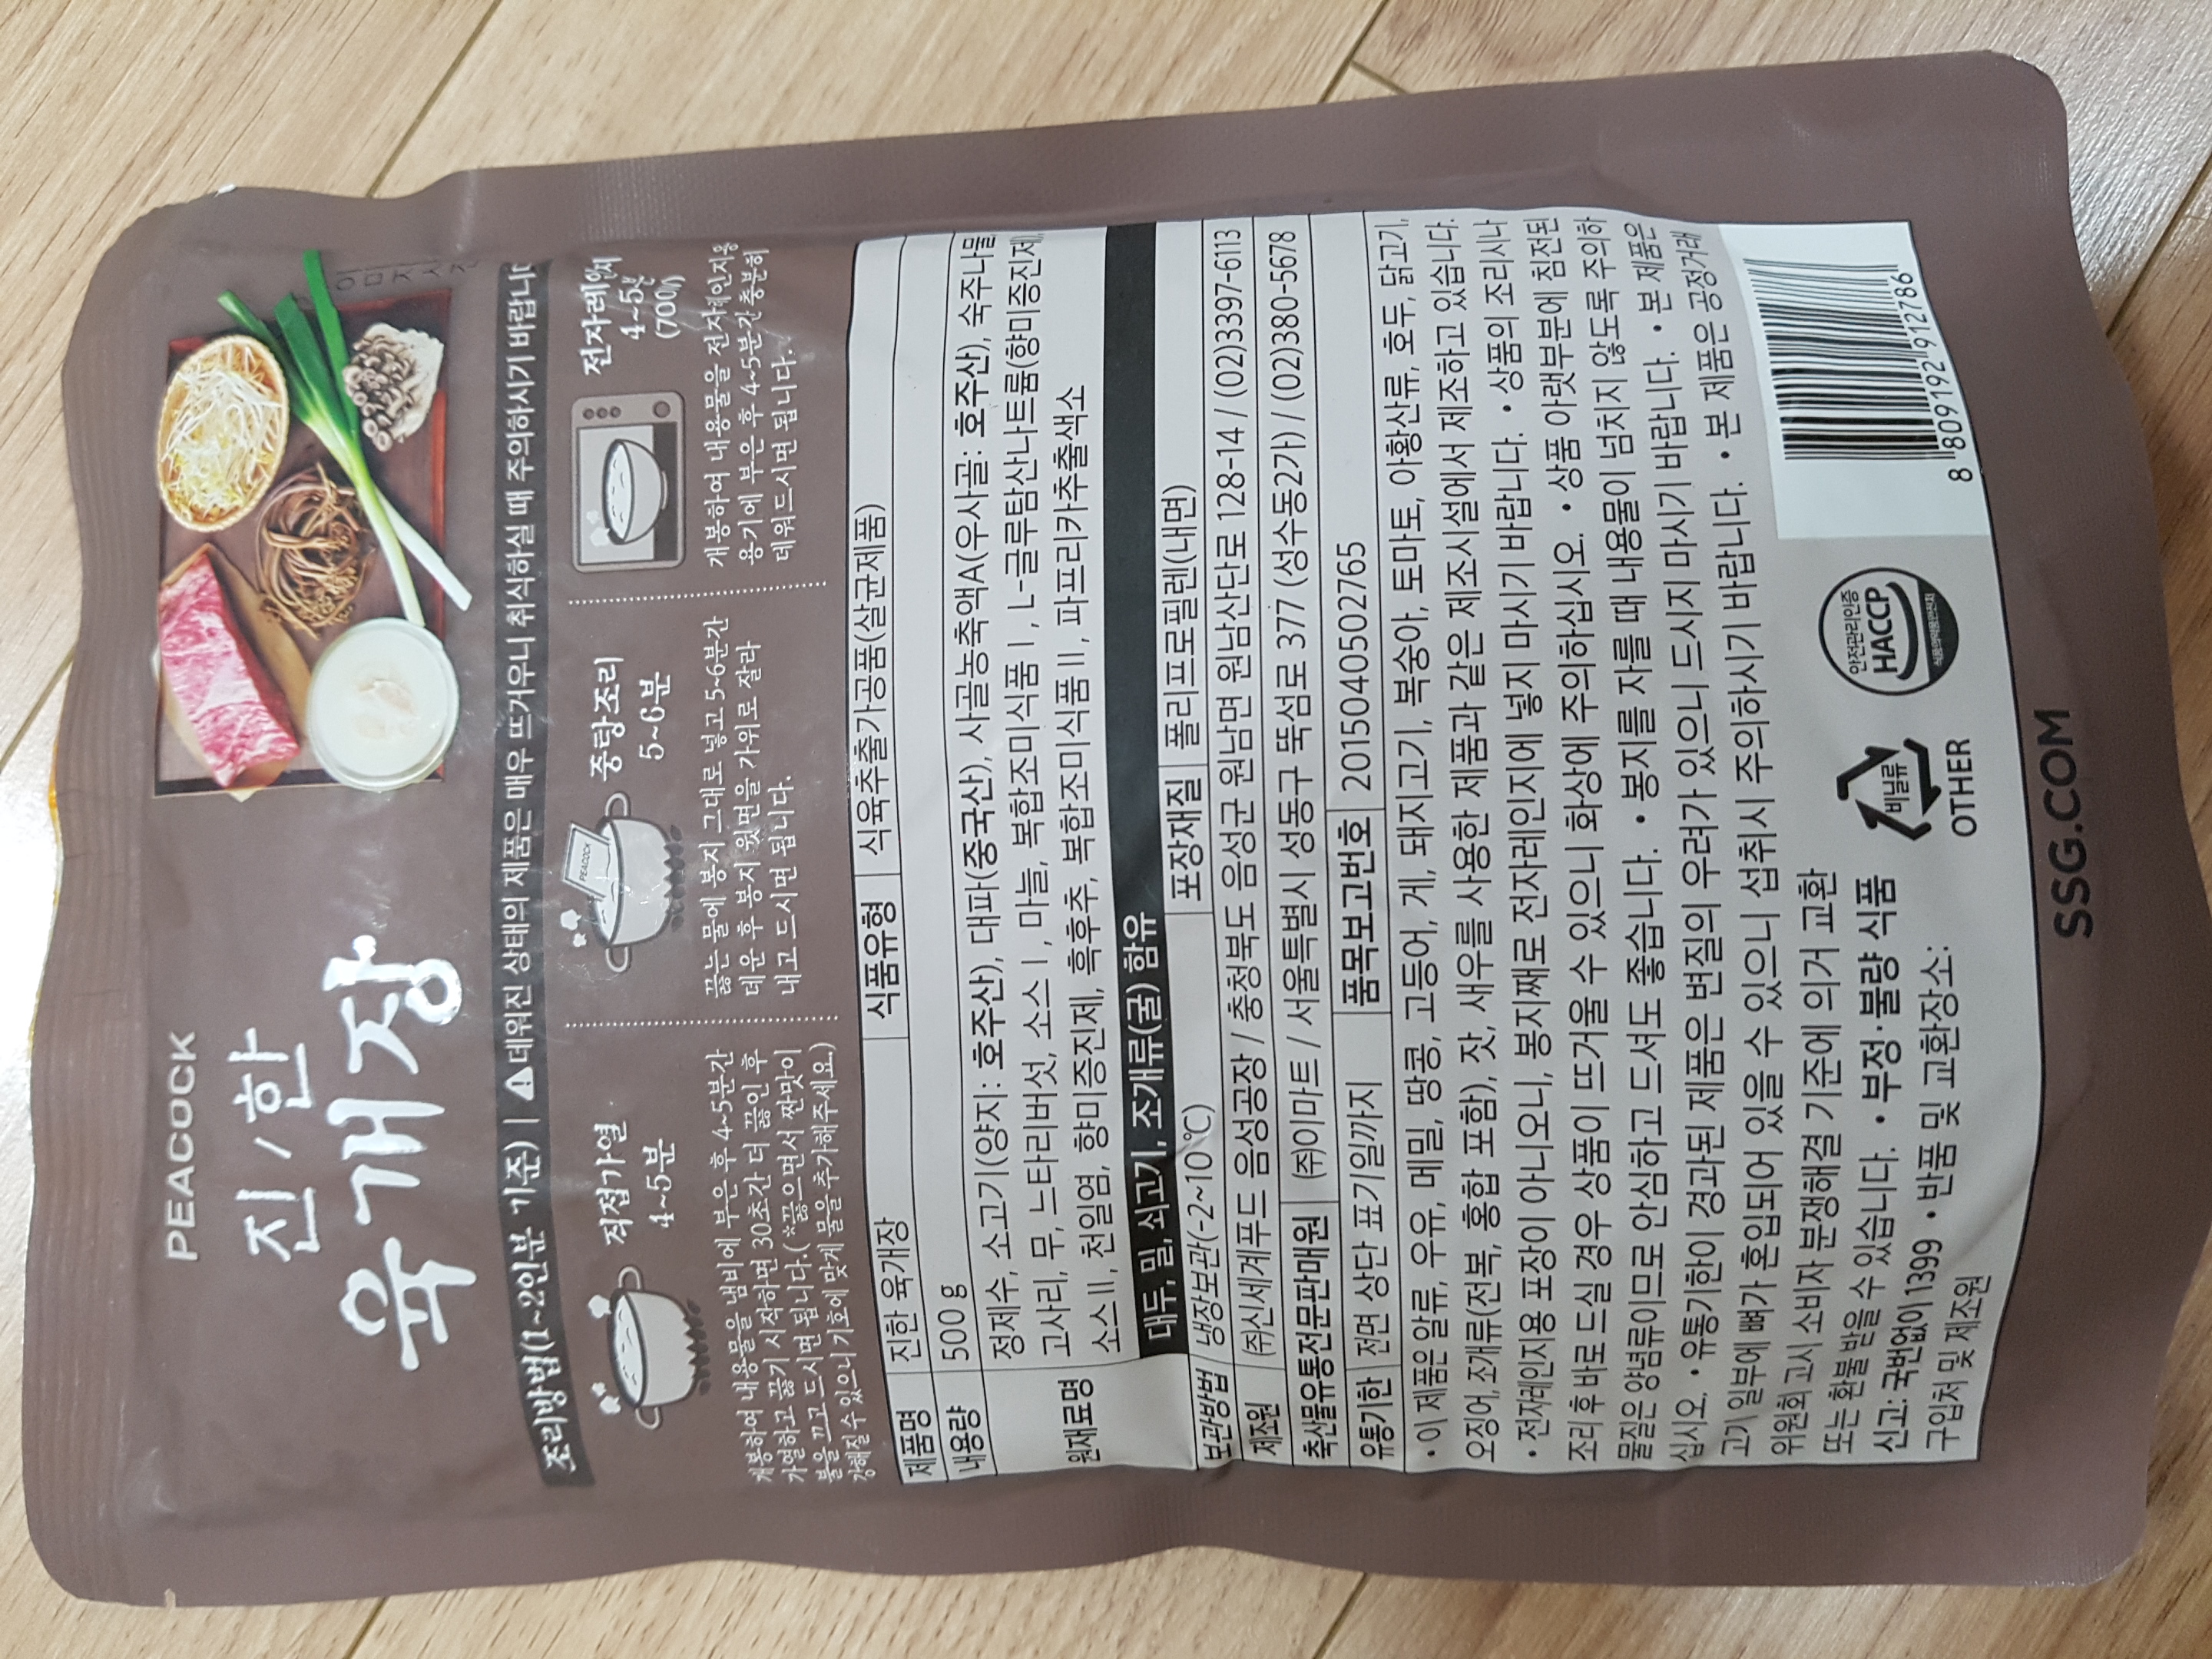 PEACOCK
진/한
육개장
조리방법(1~2인분 기준) | 데워진 상태의 제품은 매우 뜨거우니 취식하실 때 주의하시기 바랍니다
직접가열
4~5분
개봉하여 내용물을 냄비에 부은 후 4~5분간
가열하고 끓기 시작하면 30초간 더 끓인 후
불을 끄고 드시면 됩니다.(*끓으면서 짠맛이
강해질 수 있으니 기호에 맞게 물을 추가해주세요.)
PEACOCK
중탕조리
5~6분
끓는 물에 봉지 그대로 넣고 5-6분간
데운 후 봉지 윗면을 가위로 잘라
내고 드시면 됩니다.
전자레인지
4~5분
(700
개봉하여 내용물을 전자레인지용
용기에 부은 후 4~5분간 충분히
데워드시면 됩니다.
제품명 진한 육개장 식품유형 식육추출가공품(살균제품)
내용량 500 g
원재료명 정제수, 소고기(양지: 호주산), 대파(중국산), 사골농축액A(우사골: 호주산), 숙주나물,
고사리, 무, 느타리버섯, 소스Ⅰ, 마늘, 복합조미식품Ⅰ, L-글루탐산나트륨(향미증진제),
소스Ⅱ, 천일염, 향미증진제, 흑후추, 복합조미식품Ⅱ, 파프리카추출색소
대두, 밀, 쇠고기, 조개류(굴) 함유
보관방법 냉장보관(-2~10℃) 포장재질 폴리프로필렌(내면)
제조원 (주)신세계푸드 음성공장 / 충청북도 음성군 원남면 원남산단로 128-14 / (02)3397-6113
축산물유통전문판매원 (주)이마트 / 서울특별시 성동구 뚝섬로 377 (성수동2가) / (02)380-5678
유통기한 전면 상단 표기일까지 품목보고번호 20150405502765
• 이 제품은 알류, 우유, 메밀, 땅콩, 고등어, 게, 돼지고기, 복숭아, 토마토, 아황산류, 호두, 닭고기,
오징어, 조개류(전복, 홍합 포함), 잣, 새우를 사용한 제품과 같은 제조시설에서 제조하고 있습니다.
• 전자레인지용 포장이 아니오니, 봉지째로 전자레인지에 넣지 마시기 바랍니다. • 상품의 조리시나
조리 후 바로 드실 경우 상품이 뜨거울 수 있으니 화상에 주의하십시오. • 상품 아랫부분에 침전된
물질은 양념류이므로 안심하고 드셔도 좋습니다. • 봉지를 자를 때 내용물이 넘치지 않도록 주의하
십시오. • 유통기한이 경과된 제품은 변질의 우려가 있으니 드시지 마시기 바랍니다. • 본 제품은
고기 일부에 뼈가 혼입되어 있을 수 있으니 섭취시 주의하시기 바랍니다. • 본 제품은 공정거래
위원회 고시 소비자 분쟁해결 기준에 의거 교환
또는 환불 받을 수 있습니다. • 부정·불량 식품
신고: 국번없이 1399 • 반품 및 교환장소:
구입처 및 제조원
비닐류
OTHER
안전관리인증
HACCP
식품의약품안전처
8 809192 912786
SSG.COM